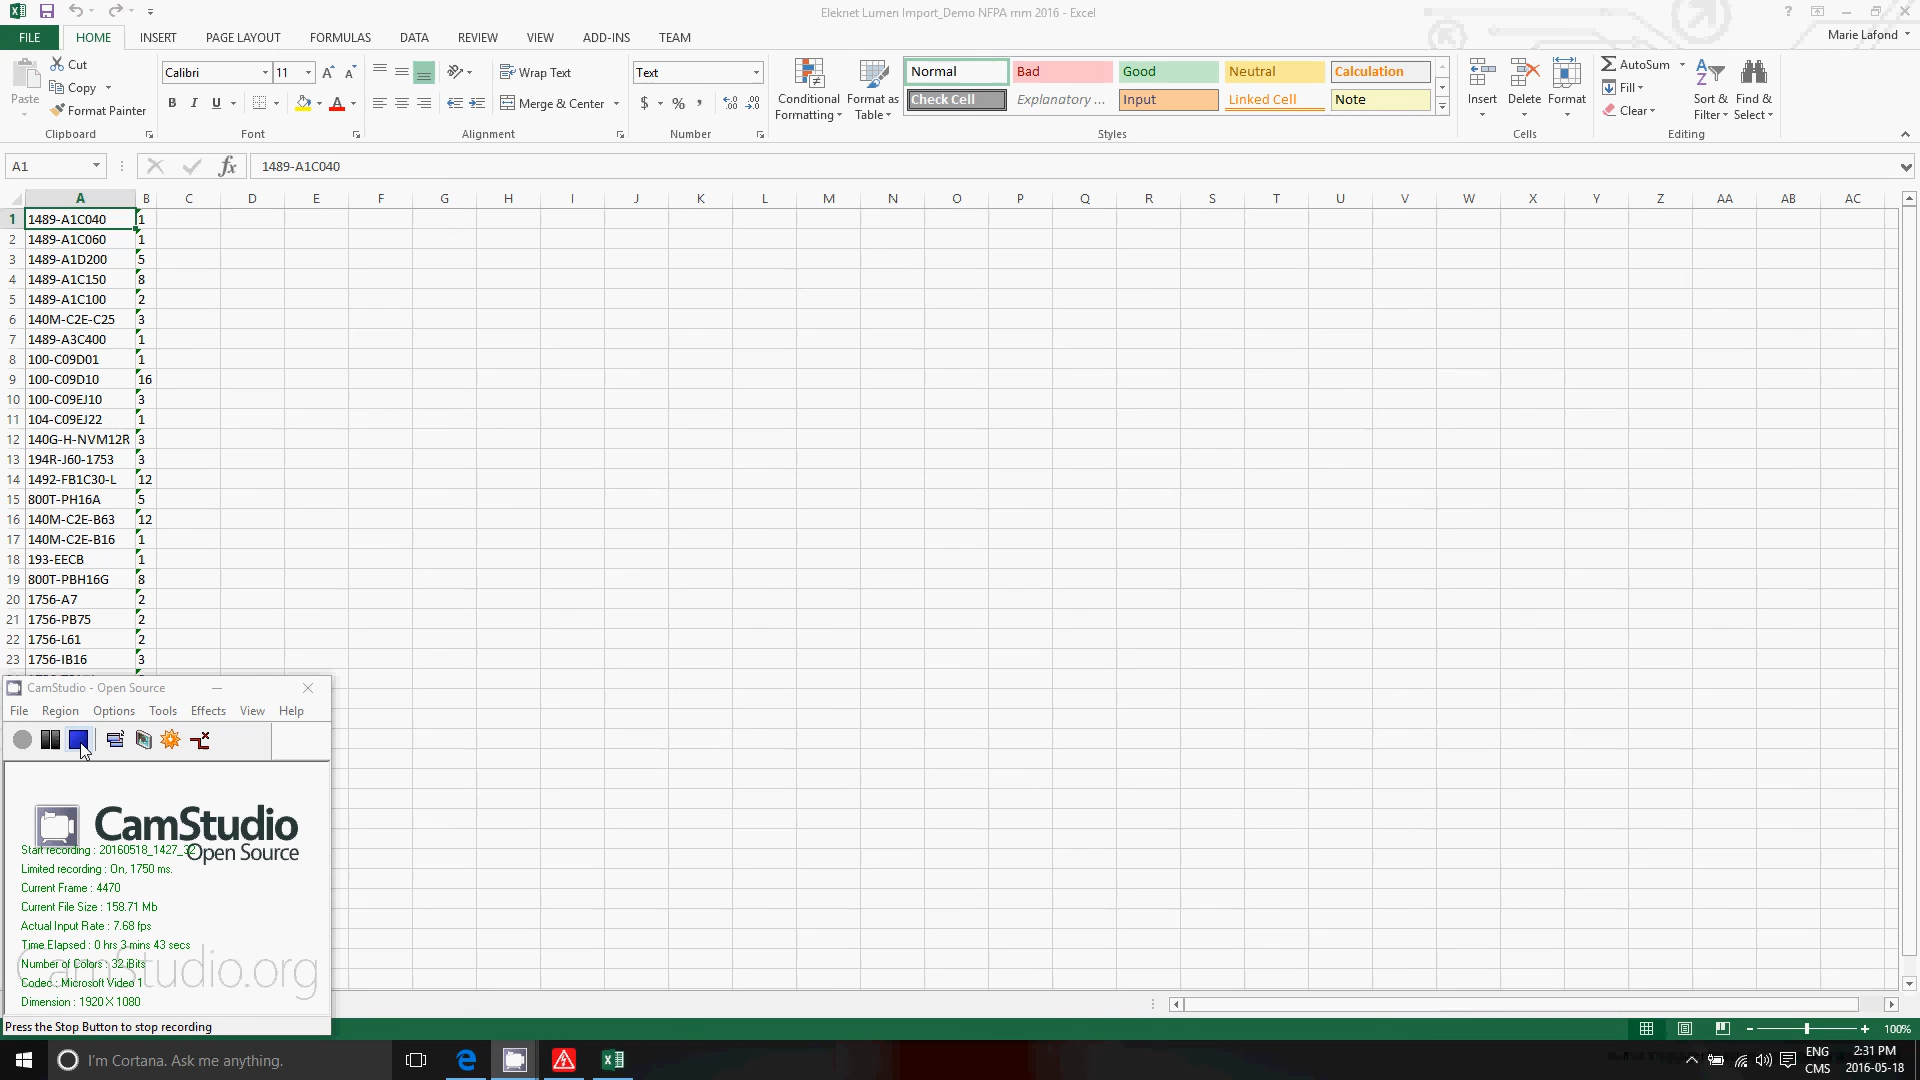 Eleknet Lumen Import_Demo NFPA mm 2016 - Excel
FILE HOME INSERT PAGE LAYOUT FORMULAS DATA REVIEW VIEW ADD-INS TEAM
Marie Lafond
Paste
Cut
Copy
Format Painter
Clipboard
Calibri 11
B I U
Font
Wrap Text
Merge & Center
Alignment
Text
$ % ,
Number
Conditional Formatting
Format as Table
Normal Bad Good Neutral Calculation
Check Cell Explanatory ... Input Linked Cell Note
Styles
Insert Delete Format
Cells
AutoSum
Fill
Clear
Sort & Filter
Find & Select
Editing
A1 fx 1489-A1C040
A B C D E F G H I J K L M N O P Q R S T U V W X Y Z AA AB AC
1 1489-A1C040 1
2 1489-A1C060 1
3 1489-A1D200 5
4 1489-A1C150 8
5 1489-A1C100 2
6 140M-C2E-C25 3
7 1489-A3C400 1
8 100-C09D01 1
9 100-C09D10 16
10 100-C09EJ10 3
11 104-C09EJ22 1
12 140G-H-NVM12R 3
13 194R-J60-1753 3
14 1492-FB1C30-L 12
15 800T-PH16A 5
16 140M-C2E-B63 12
17 140M-C2E-B16 1
18 193-EECB 1
19 800T-PBH16G 8
20 1756-A7 2
21 1756-PB75 2
22 1756-L61 2
23 1756-IB16 3
CamStudio - Open Source
File Region Options Tools Effects View Help
CamStudio
Open Source
Start recording : 20160518_1427_32
Limited recording : On, 1750 ms.
Current Frame : 4470
Current File Size : 158.71 Mb
Actual Input Rate : 7.68 fps
Time Elapsed : 0 hrs 3 mins 43 secs
CamStudio.org
Number of Colors : 32 iBits
Codec : Microsoft Video 1
Dimension : 1920 X 1080
Press the Stop Button to stop recording
100%
I'm Cortana. Ask me anything.
ENG
CMS
2:31 PM
2016-05-18